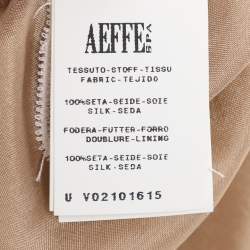 AEFFE SPA
TESSUTO-STOFF-TISSU
FABRIC-TEJIDO
100%SETA-SEIDE-SOIE
SILK-SEDA
FODERA-FUTTER-FORRO
DOUBLURE-LINING
100%SETA-SEIDE-SOIE
SILK-SEDA
U V02101615